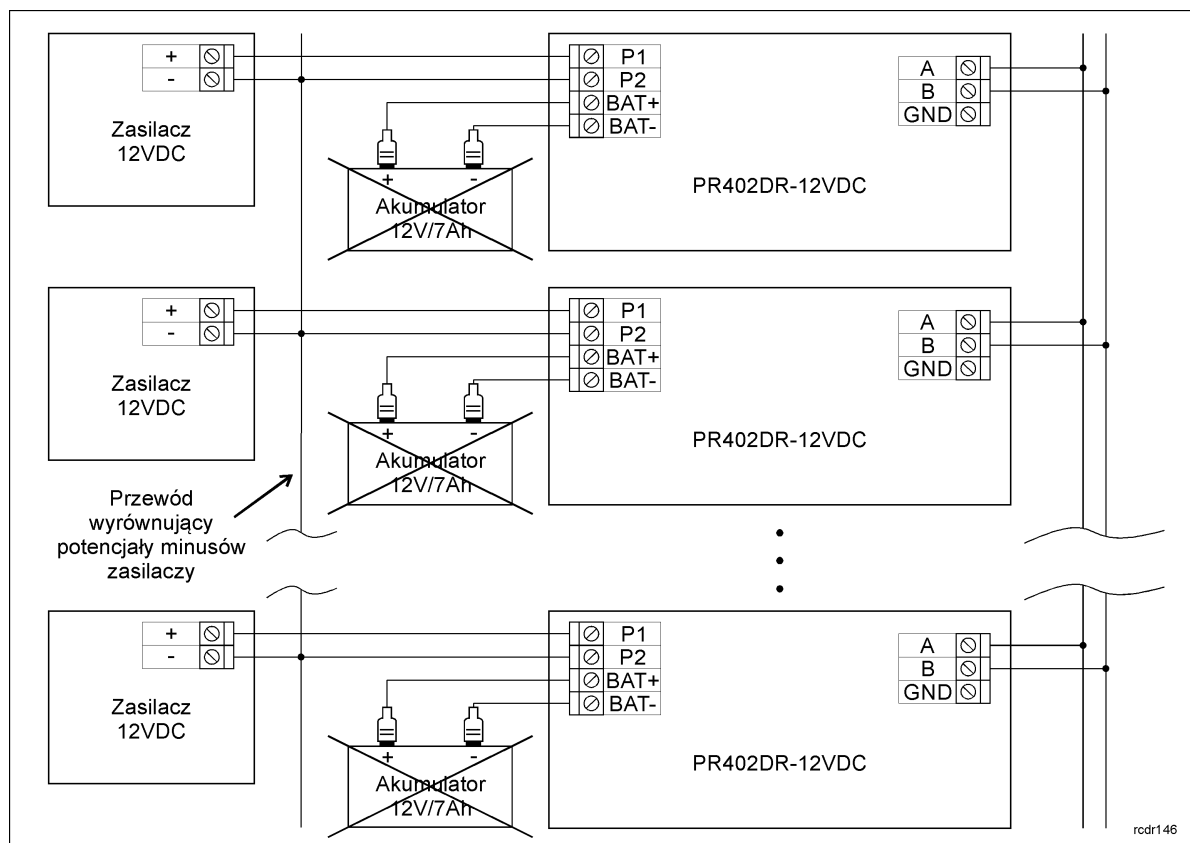 +
-
Zasilacz
12VDC
P1
P2
BAT+
BAT-
+ -
Akumulator
12V/7Ah
A
B
GND
PR402DR-12VDC
+
-
Zasilacz
12VDC
P1
P2
BAT+
BAT-
+ -
Akumulator
12V/7Ah
A
B
GND
PR402DR-12VDC
Przewód
wyrównujący
potencjały minusów
zasilaczy
+
-
Zasilacz
12VDC
P1
P2
BAT+
BAT-
+ -
Akumulator
12V/7Ah
A
B
GND
PR402DR-12VDC
rcdr146